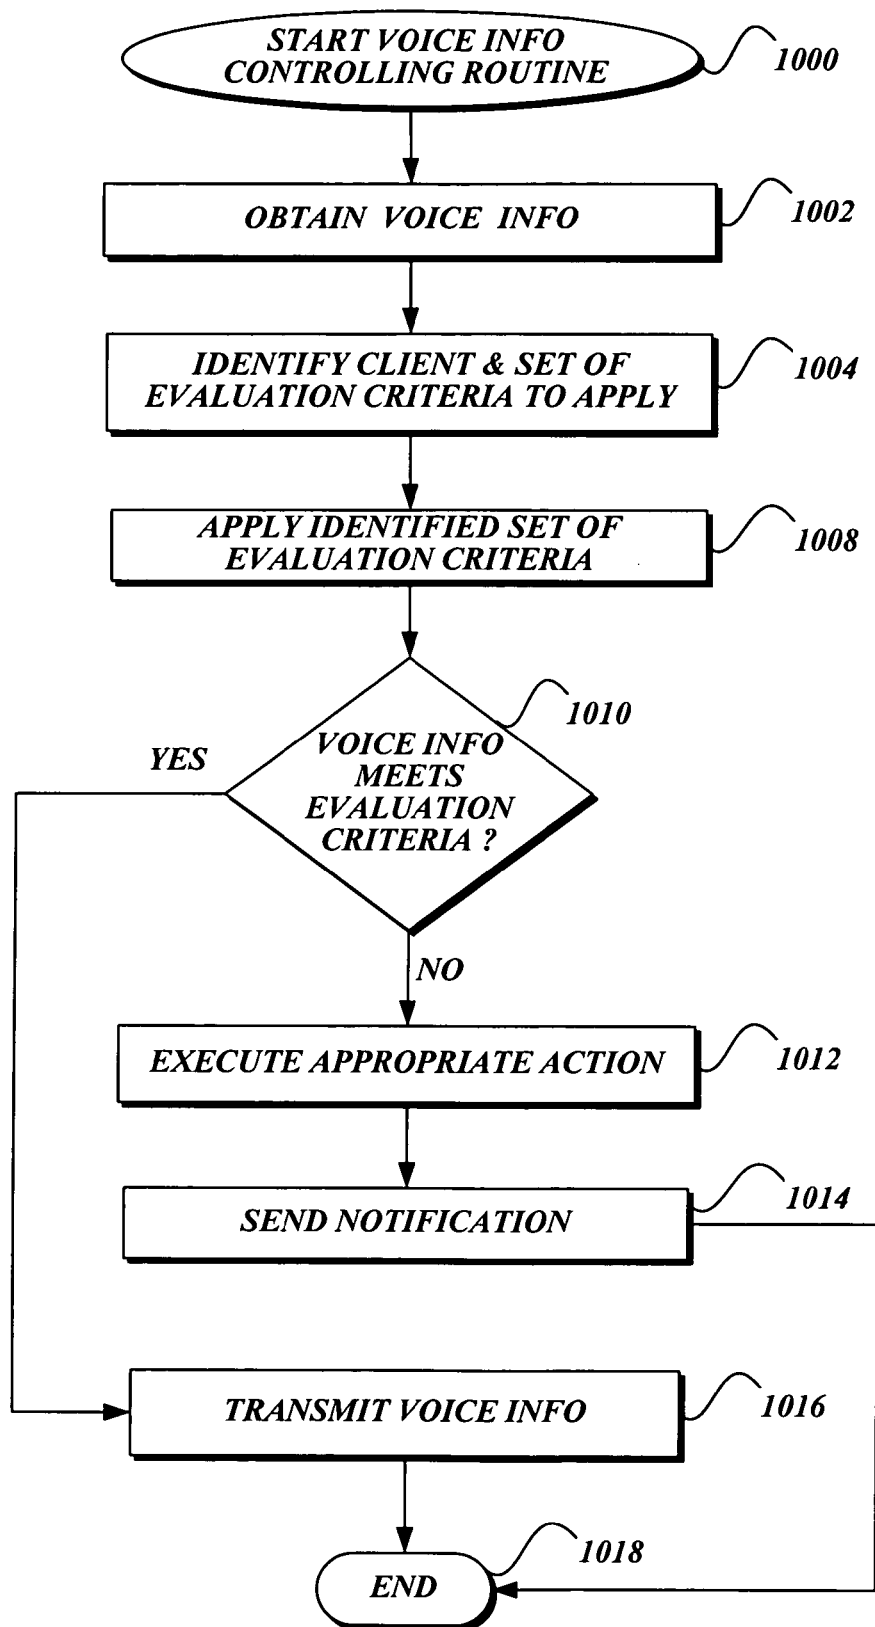 START VOICE INFO
CONTROLLING ROUTINE
1000
OBTAIN VOICE INFO
1002
IDENTIFY CLIENT & SET OF
EVALUATION CRITERIA TO APPLY
1004
APPLY IDENTIFIED SET OF
EVALUATION CRITERIA
1008
1010
YES
VOICE INFO
MEETS
EVALUATION
CRITERIA ?
NO
EXECUTE APPROPRIATE ACTION
1012
SEND NOTIFICATION
1014
TRANSMIT VOICE INFO
1016
END
1018